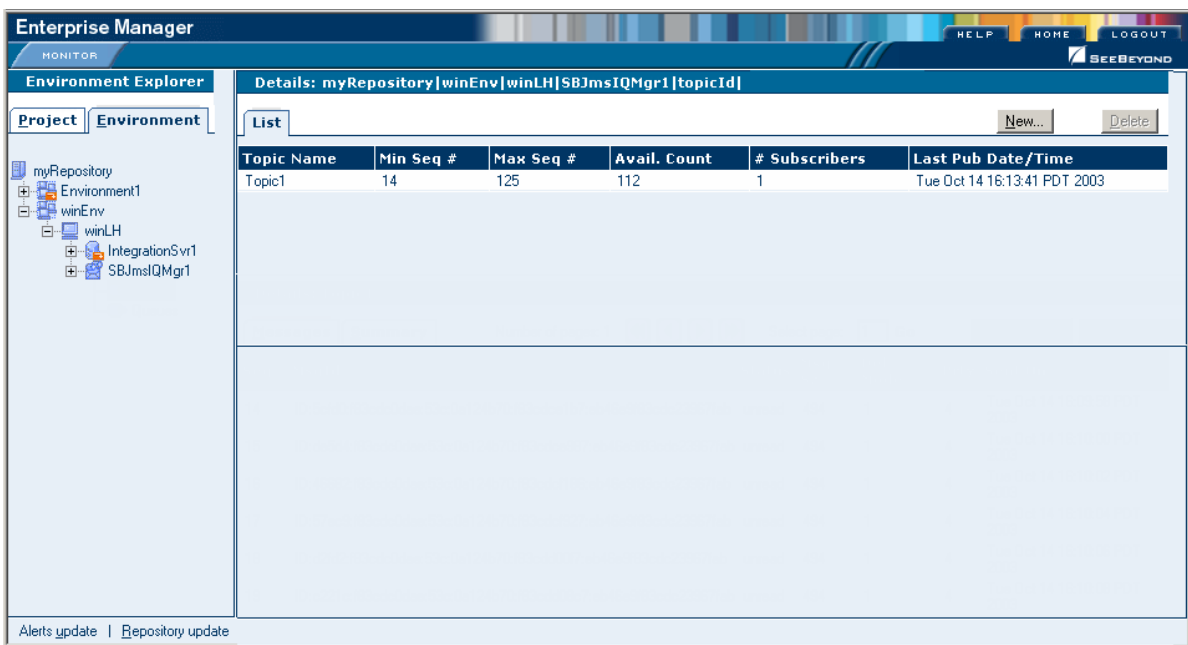 Enterprise Manager
HELP HOME LOGOUT
MONITOR
SEEBEYOND
Environment Explorer
Details: myRepository|winEnv|winLH|SBJmsIQMgr1|topicId|
Project Environment
List
New... Delete
Topic Name Min Seq # Max Seq # Avail. Count # Subscribers Last Pub Date/Time
Topic1 14 125 112 1 Tue Oct 14 16:13:41 PDT 2003
myRepository
Environment1
winEnv
winLH
IntegrationSvr1
SBJmsIQMgr1
Alerts update | Repository update